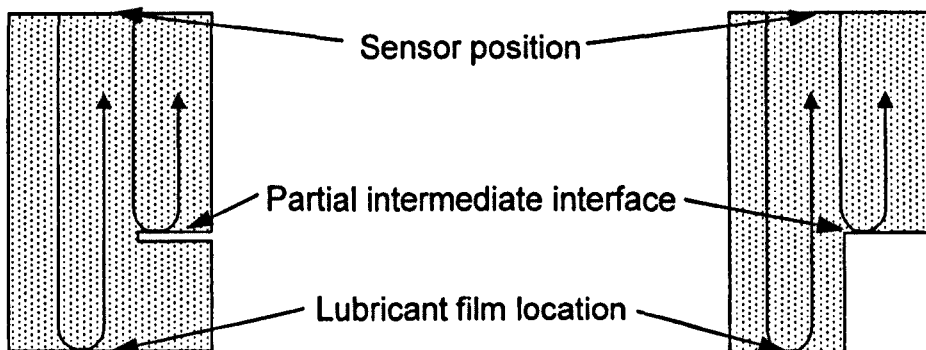 Sensor position
Partial intermediate interface
Lubricant film location